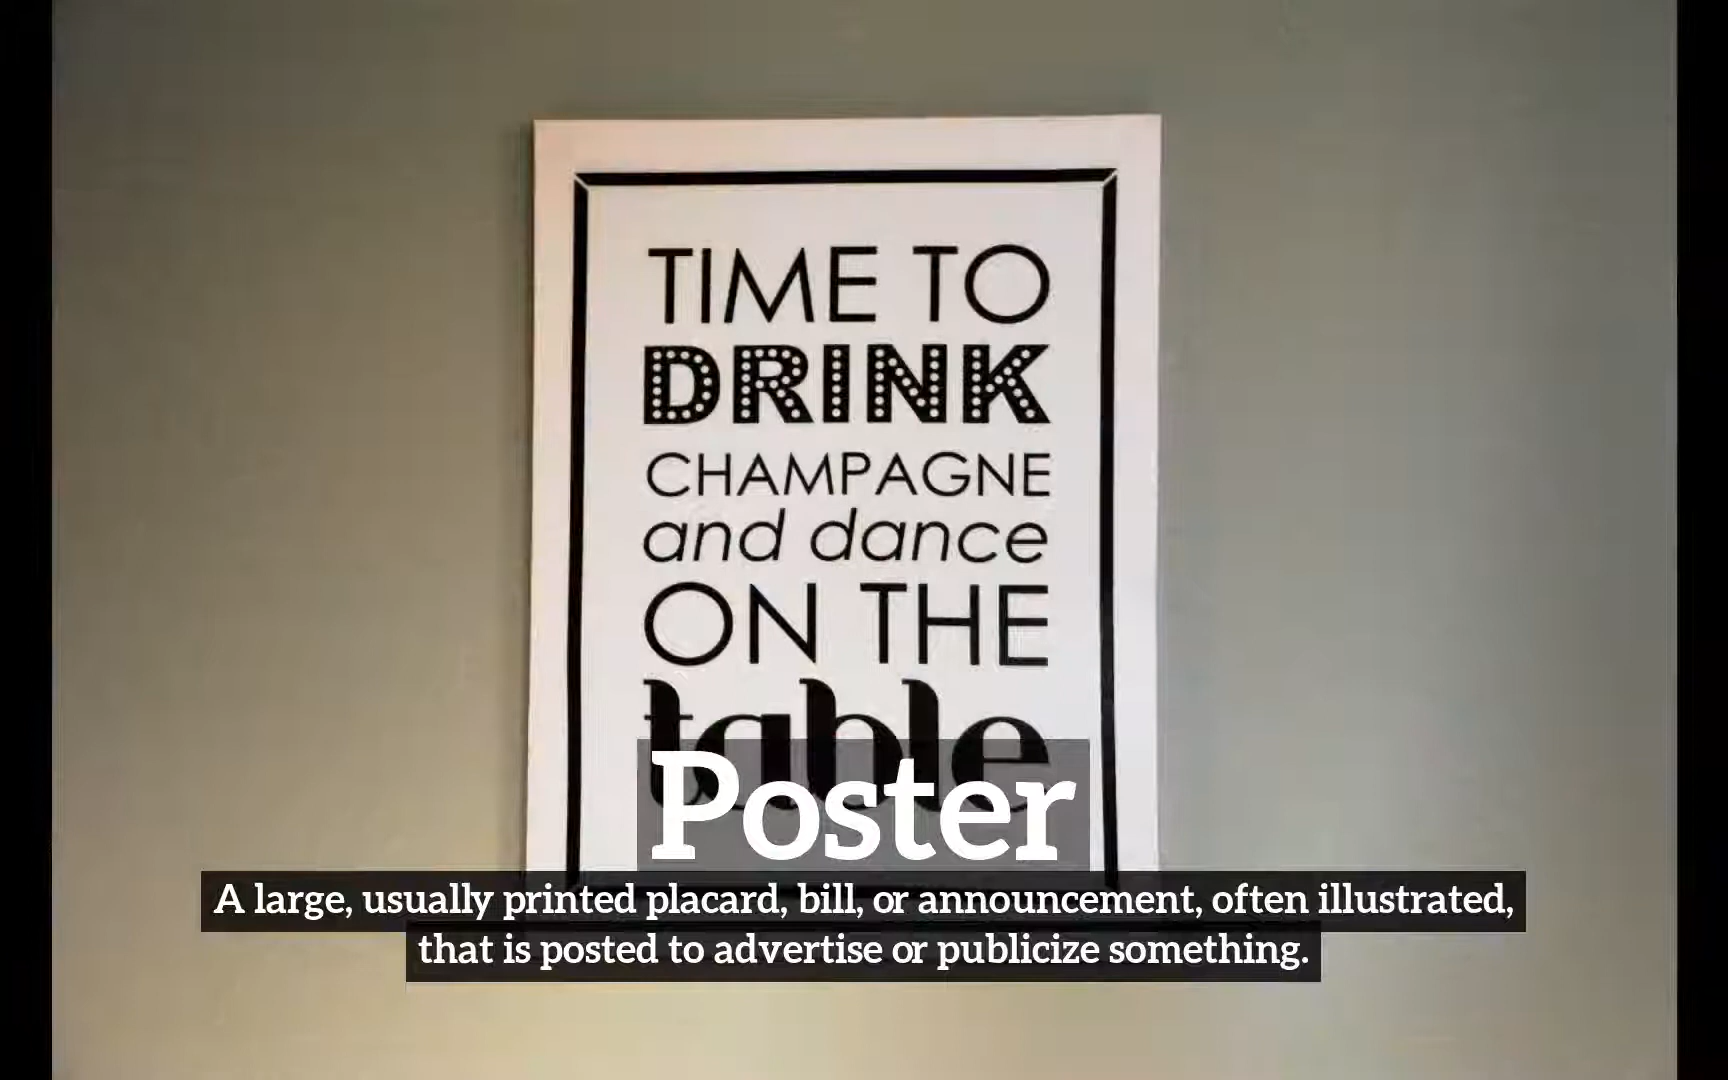 TIME TO
DRINK
CHAMPAGNE
and dance
ON THE
table
Poster
A large, usually printed placard, bill, or announcement, often illustrated,
that is posted to advertise or publicize something.